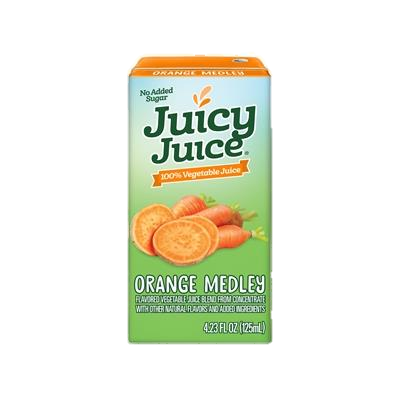 ORANGE MEDLEY
No Added
Sugar
Juicy
Juice®
100% Vegetable Juice
ORANGE MEDLEY
FLAVORED VEGETABLE JUICE BLEND FROM CONCENTRATE
WITH OTHER NATURAL FLAVORS AND ADDED INGREDIENTS
4.23 FL OZ (125mL)